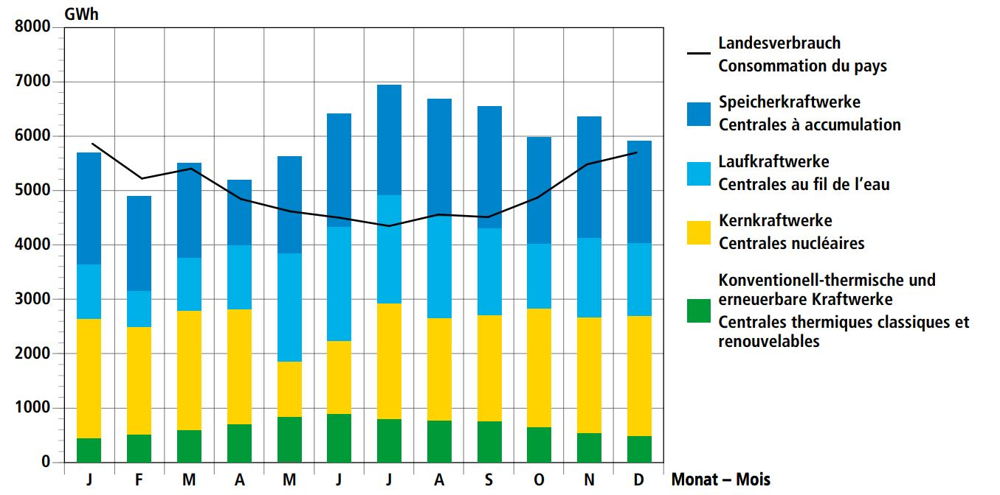 GWh
8000
7000
6000
5000
4000
3000
2000
1000
0
J F M A M J J A S O N D Monat – Mois
Landesverbrauch
Consommation du pays
Speicherkraftwerke
Centrales à accumulation
Laufkraftwerke
Centrales au fil de l’eau
Kernkraftwerke
Centrales nucléaires
Konventionell-thermische und
erneuerbare Kraftwerke
Centrales thermiques classiques et
renouvelables